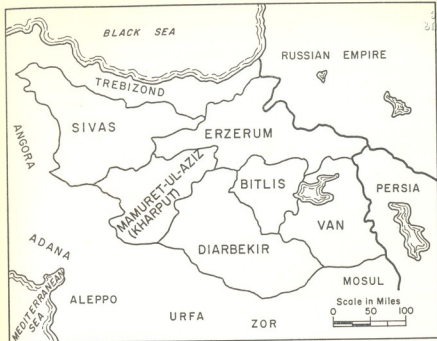 BLACK SEA
RUSSIAN EMPIRE
TREBIZOND
SIVAS
ERZERUM
ANGORA
MAMURET-UL-AZIZ
(KHARPUT)
BITLIS
PERSIA
VAN
DIARBEKIR
ADANA
MOSUL
MEDITERRANEAN
SEA
ALEPPO
Scale in Miles
0 50 100
URFA
ZOR